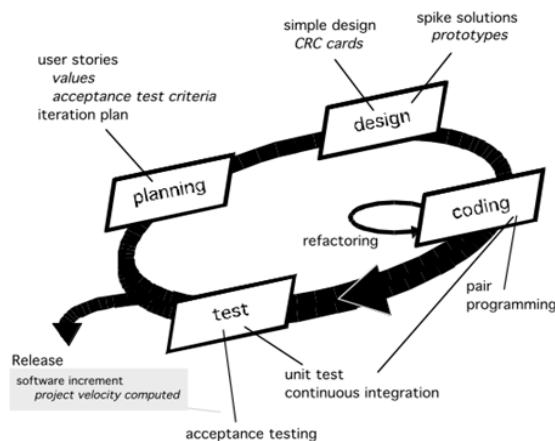 simple design
CRC cards
spike solutions
prototypes
user stories
values
acceptance test criteria
iteration plan
design
planning
coding
refactoring
pair
programming
test
Release
software increment
project velocity computed
unit test
continuous integration
acceptance testing